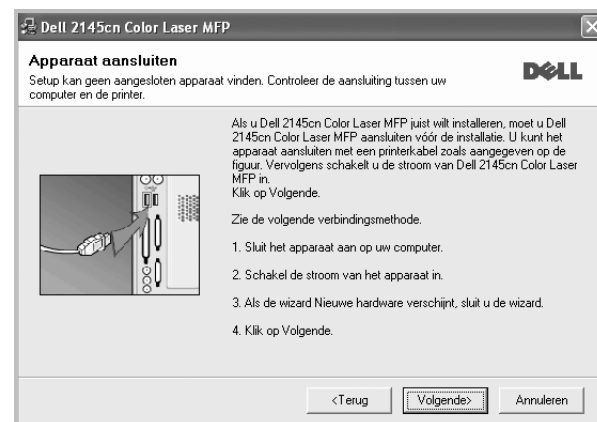 Dell 2145cn Color Laser MFP
Apparaat aansluiten
Setup kan geen aangesloten apparaat vinden. Controleer de aansluiting tussen uw
computer en de printer.
DELL
Als u Dell 2145cn Color Laser MFP juist wilt installeren, moet u Dell
2145cn Color Laser MFP aansluiten vóór de installatie. U kunt het
apparaat aansluiten met een printerkabel zoals aangegeven op de
figuur. Vervolgens schakelt u de stroom van Dell 2145cn Color Laser
MFP in.
Klik op Volgende.
Zie de volgende verbindingsmethode.
1. Sluit het apparaat aan op uw computer.
2. Schakel de stroom van het apparaat in.
3. Als de wizard Nieuwe hardware verschijnt, sluit u de wizard.
4. Klik op Volgende.
<Terug
Volgende>
Annuleren